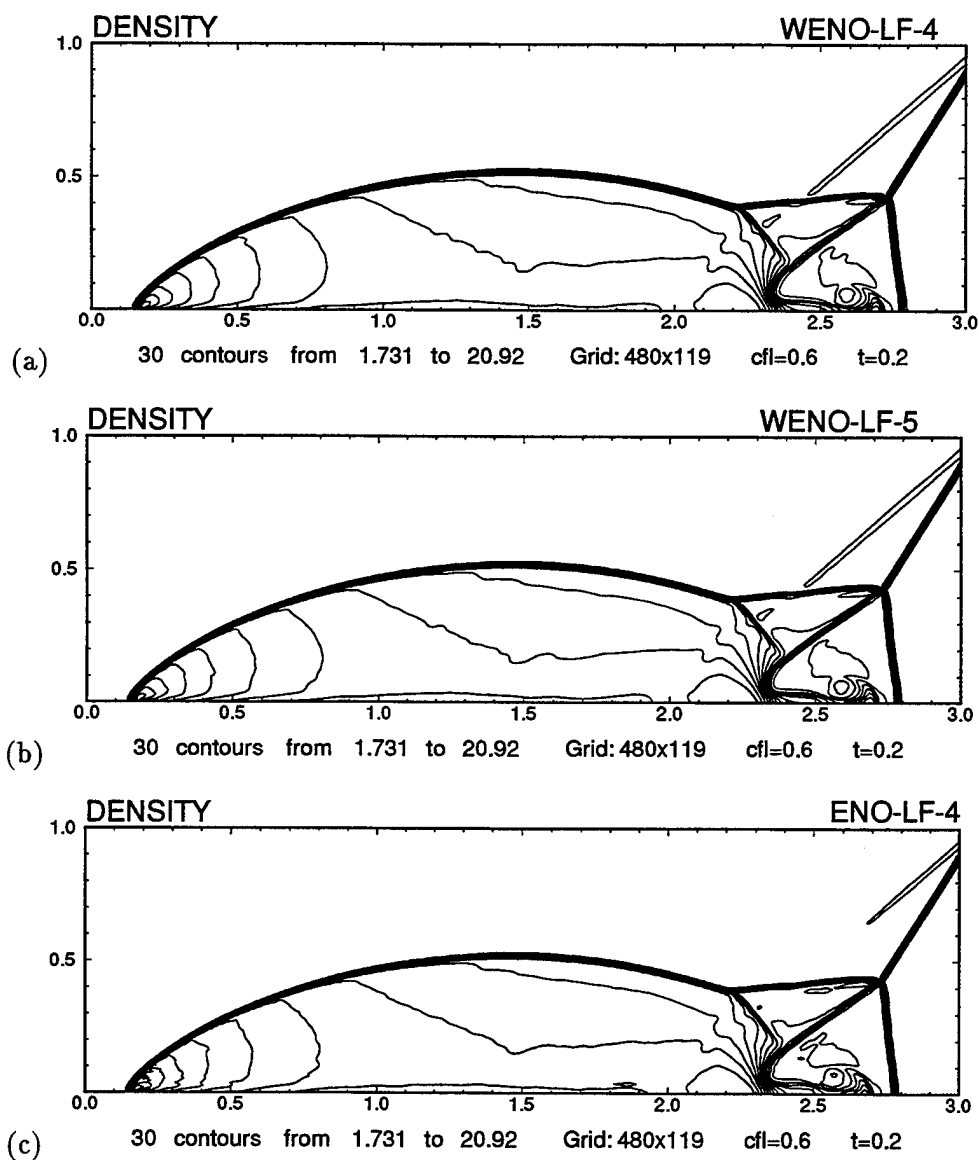 DENSITY WENO-LF-4
1.0
0.5
0.0 0.5 1.0 1.5 2.0 2.5 3.0
(a) 30 contours from 1.731 to 20.92 Grid: 480x119 cfl=0.6 t=0.2
DENSITY WENO-LF-5
1.0
0.5
0.0 0.5 1.0 1.5 2.0 2.5 3.0
(b) 30 contours from 1.731 to 20.92 Grid: 480x119 cfl=0.6 t=0.2
DENSITY ENO-LF-4
1.0
0.5
0.0 0.5 1.0 1.5 2.0 2.5 3.0
(c) 30 contours from 1.731 to 20.92 Grid: 480x119 cfl=0.6 t=0.2